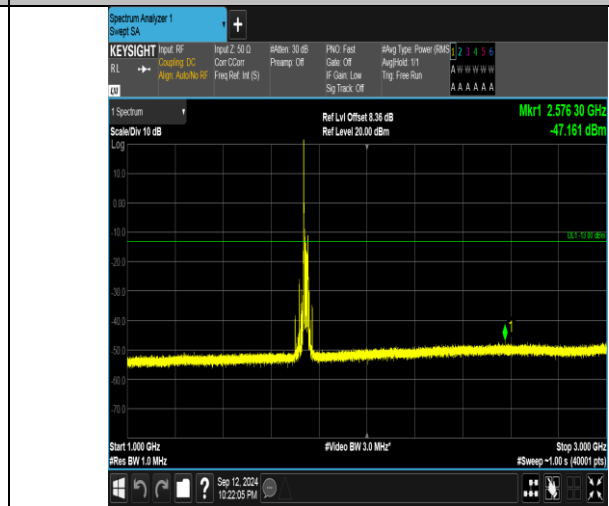 Spectrum Analyzer 1
Swept SA
+
KEYSIGHT Input: RF Input Z: 50 Ω #Atten: 30 dB PNO: Fast #Avg Type: Power (RMS 1 2 3 4 5 6
RL Coupling: DC Corr CCorr Preamp: Off Gate: Off Avg|Hold: 1/1 A W W W W W
Align: Auto/No RF Freq Ref: Int (S) IF Gain: Low Trig: Free Run
Sig Track: Off A A A A A A
LXI
1 Spectrum Ref Lvl Offset 8.36 dB Mkr1 2.576 30 GHz
Scale/Div 10 dB Ref Level 20.00 dBm -47.161 dBm
Log
10.0
0.00
-10.0
DL1 -13.00 dBm
-20.0
-30.0
-40.0
1
-50.0
-60.0
-70.0
Start 1.000 GHz #Video BW 3.0 MHz* Stop 3.000 GHz
#Res BW 1.0 MHz #Sweep ~1.00 s (40001 pts)
? Sep 12, 2024
10:22:05 PM